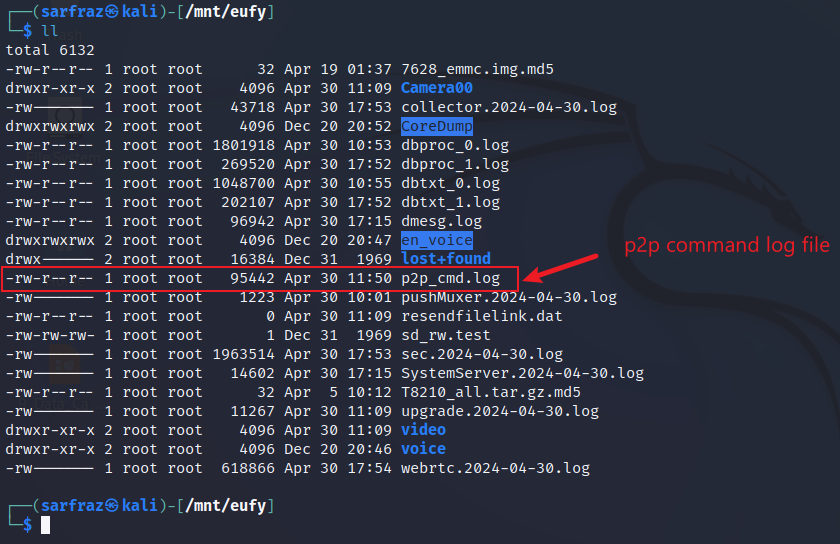 ┌──(sarfraz㉿kali)-[/mnt/eufy]
└─$ ll
total 6132
-rw-r--r-- 1 root root      32 Apr 19 01:37 7628_emmc.img.md5
drwxr-xr-x 2 root root    4096 Apr 30 11:09 Camera00
-rw------- 1 root root   43718 Apr 30 17:53 collector.2024-04-30.log
drwxrwxrwx 2 root root    4096 Dec 20 20:52 CoreDump
-rw-r--r-- 1 root root 1801918 Apr 30 10:53 dbproc_0.log
-rw-r--r-- 1 root root  269520 Apr 30 17:52 dbproc_1.log
-rw-r--r-- 1 root root 1048700 Apr 30 10:55 dbtxt_0.log
-rw-r--r-- 1 root root  202107 Apr 30 17:52 dbtxt_1.log
-rw-r--r-- 1 root root   96942 Apr 30 17:15 dmesg.log
drwxrwxrwx 2 root root    4096 Dec 20 20:47 en_voice
drwx------ 2 root root   16384 Dec 31  1969 lost+found
p2p command log file
-rw-r--r-- 1 root root   95442 Apr 30 11:50 p2p_cmd.log
-rw------- 1 root root    1223 Apr 30 10:01 pushMuxer.2024-04-30.log
-rw-r--r-- 1 root root       0 Apr 30 11:09 resendfilelink.dat
-rw-rw-rw- 1 root root       1 Dec 31  1969 sd_rw.test
-rw------- 1 root root 1963514 Apr 30 17:53 sec.2024-04-30.log
-rw------- 1 root root   14602 Apr 30 17:15 SystemServer.2024-04-30.log
-rw-r--r-- 1 root root      32 Apr  5 10:12 T8210_all.tar.gz.md5
-rw------- 1 root root   11267 Apr 30 11:09 upgrade.2024-04-30.log
drwxr-xr-x 2 root root    4096 Apr 30 11:09 video
drwxr-xr-x 2 root root    4096 Dec 20 20:46 voice
-rw------- 1 root root  618866 Apr 30 17:54 webrtc.2024-04-30.log
┌──(sarfraz㉿kali)-[/mnt/eufy]
└─$